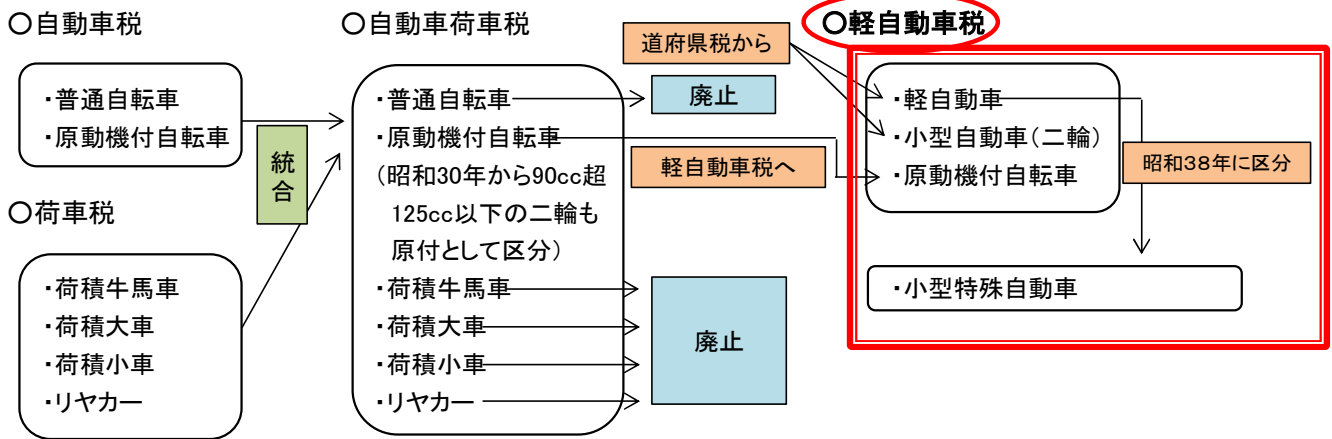 〇自動車税
・普通自転車
・原動機付自転車
〇荷車税
・荷積牛馬車
・荷積大車
・荷積小車
・リヤカー
統
合
〇自動車荷車税
・普通自転車
・原動機付自転車
(昭和30年から90cc超
125cc以下の二輪も
原付として区分)
・荷積牛馬車
・荷積大車
・荷積小車
・リヤカー
廃止
道府県税から
軽自動車税へ
廃止
〇軽自動車税
・軽自動車
・小型自動車(二輪)
・原動機付自転車
昭和38年に区分
・小型特殊自動車